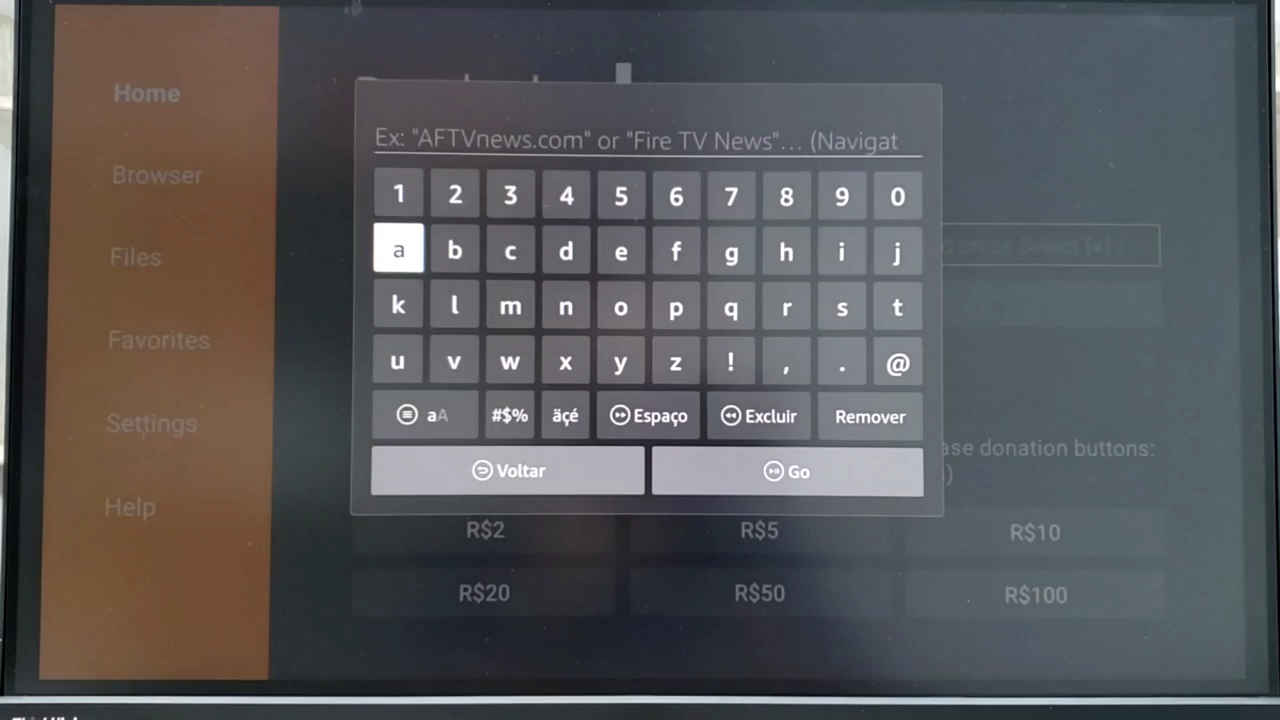 Home
Browser
Files
Favorites
Settings
Help
Ex: "AFTVnews.com" or "Fire TV News"... (Navigat
1 2 3 4 5 6 7 8 9 0
a b c d e f g h i j
k l m n o p q r s t
u v w x y z ! , . @
aA #$% äçé Espaço Excluir Remover
Voltar Go
d press Select
ase donation buttons:
)
R$2 R$5 R$10
R$20 R$50 R$100